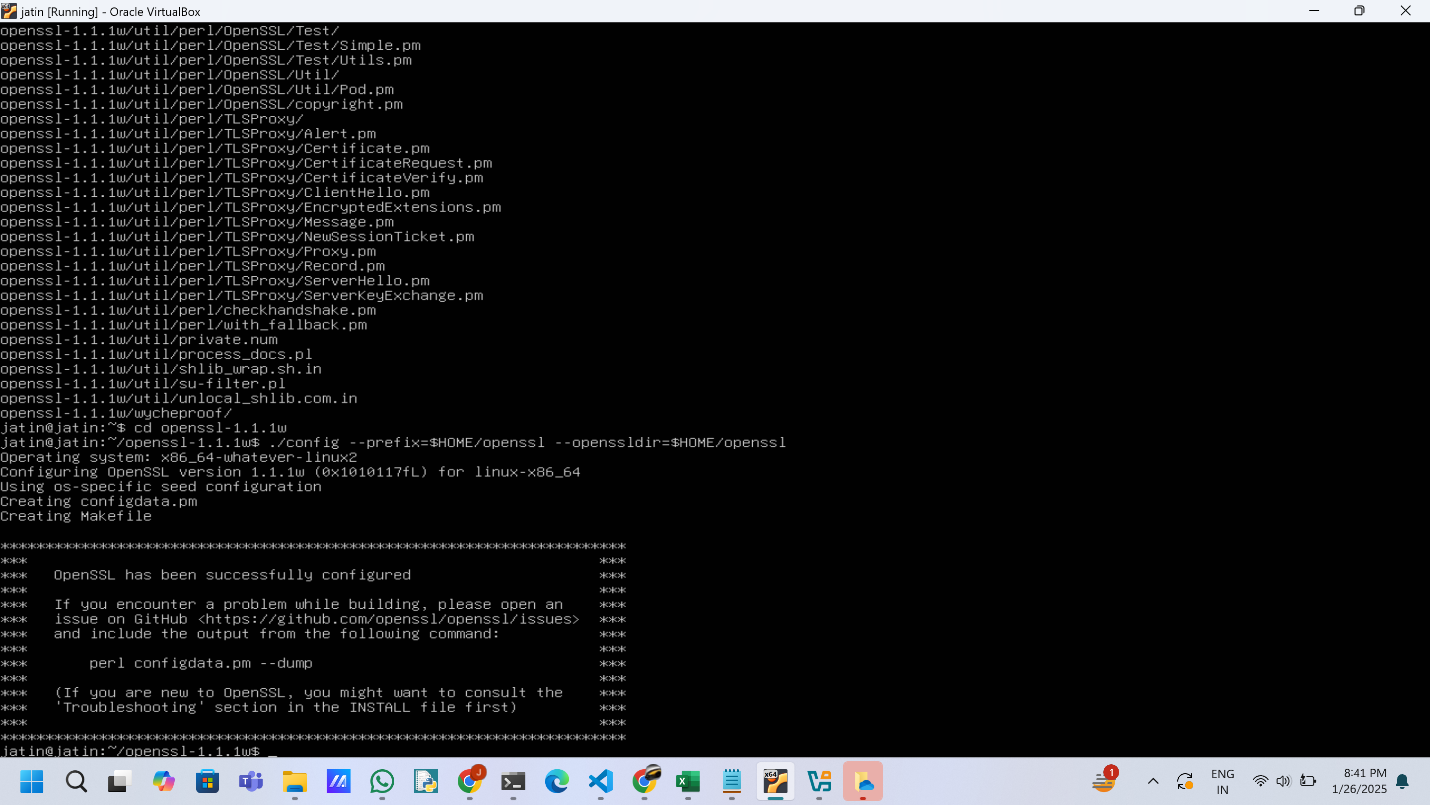 jatin [Running] - Oracle VirtualBox
openssl-1.1.1w/util/perl/OpenSSL/Test/
openssl-1.1.1w/util/perl/OpenSSL/Test/Simple.pm
openssl-1.1.1w/util/perl/OpenSSL/Test/Utils.pm
openssl-1.1.1w/util/perl/OpenSSL/Util/
openssl-1.1.1w/util/perl/OpenSSL/Util/Pod.pm
openssl-1.1.1w/util/perl/OpenSSL/copyright.pm
openssl-1.1.1w/util/perl/TLSProxy/
openssl-1.1.1w/util/perl/TLSProxy/Alert.pm
openssl-1.1.1w/util/perl/TLSProxy/Certificate.pm
openssl-1.1.1w/util/perl/TLSProxy/CertificateRequest.pm
openssl-1.1.1w/util/perl/TLSProxy/CertificateVerify.pm
openssl-1.1.1w/util/perl/TLSProxy/ClientHello.pm
openssl-1.1.1w/util/perl/TLSProxy/EncryptedExtensions.pm
openssl-1.1.1w/util/perl/TLSProxy/Message.pm
openssl-1.1.1w/util/perl/TLSProxy/NewSessionTicket.pm
openssl-1.1.1w/util/perl/TLSProxy/Proxy.pm
openssl-1.1.1w/util/perl/TLSProxy/Record.pm
openssl-1.1.1w/util/perl/TLSProxy/ServerHello.pm
openssl-1.1.1w/util/perl/TLSProxy/ServerKeyExchange.pm
openssl-1.1.1w/util/perl/checkhandshake.pm
openssl-1.1.1w/util/perl/with_fallback.pm
openssl-1.1.1w/util/private.num
openssl-1.1.1w/util/process_docs.pl
openssl-1.1.1w/util/shlib_wrap.sh.in
openssl-1.1.1w/util/su-filter.pl
openssl-1.1.1w/util/unlocal_shlib.com.in
openssl-1.1.1w/wycheproof/
jatin@jatin:~$ cd openssl-1.1.1w
jatin@jatin:~/openssl-1.1.1w$ ./config --prefix=$HOME/openssl --openssldir=$HOME/openssl
Operating system: x86_64-whatever-linux2
Configuring OpenSSL version 1.1.1w (0x1010117fL) for linux-x86_64
Using os-specific seed configuration
Creating configdata.pm
Creating Makefile
**********************************************************************
***                                                                ***
***   OpenSSL has been successfully configured                     ***
***                                                                ***
***   If you encounter a problem while building, please open an    ***
***   issue on GitHub <https://github.com/openssl/openssl/issues>  ***
***   and include the output from the following command:           ***
***                                                                ***
***       perl configdata.pm --dump                                ***
***                                                                ***
***   (If you are new to OpenSSL, you might want to consult the    ***
***   'Troubleshooting' section in the INSTALL file first)         ***
***                                                                ***
**********************************************************************
jatin@jatin:~/openssl-1.1.1w$ _
ENG
IN
8:41 PM
1/26/2025